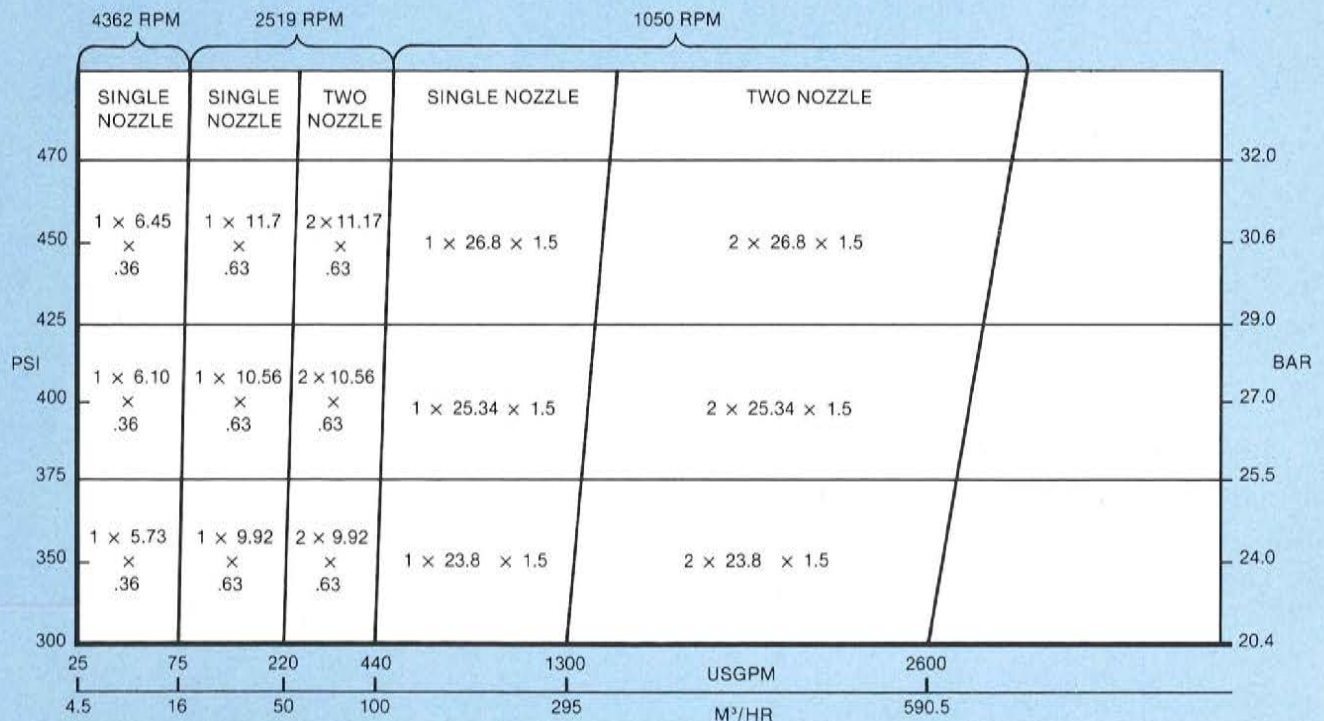 4362 RPM 2519 RPM 1050 RPM
SINGLE NOZZLE SINGLE NOZZLE TWO NOZZLE SINGLE NOZZLE TWO NOZZLE
470 32.0
1 × 6.45 × .36 1 × 11.7 × .63 2 × 11.17 × .63 1 × 26.8 × 1.5 2 × 26.8 × 1.5
450 30.6
425 29.0
PSI BAR
1 × 6.10 × .36 1 × 10.56 × .63 2 × 10.56 × .63 1 × 25.34 × 1.5 2 × 25.34 × 1.5
400 27.0
375 25.5
1 × 5.73 × .36 1 × 9.92 × .63 2 × 9.92 × .63 1 × 23.8 × 1.5 2 × 23.8 × 1.5
350 24.0
300 20.4
25 75 220 440 1300 2600
USGPM
4.5 16 50 100 295 590.5
M³/HR